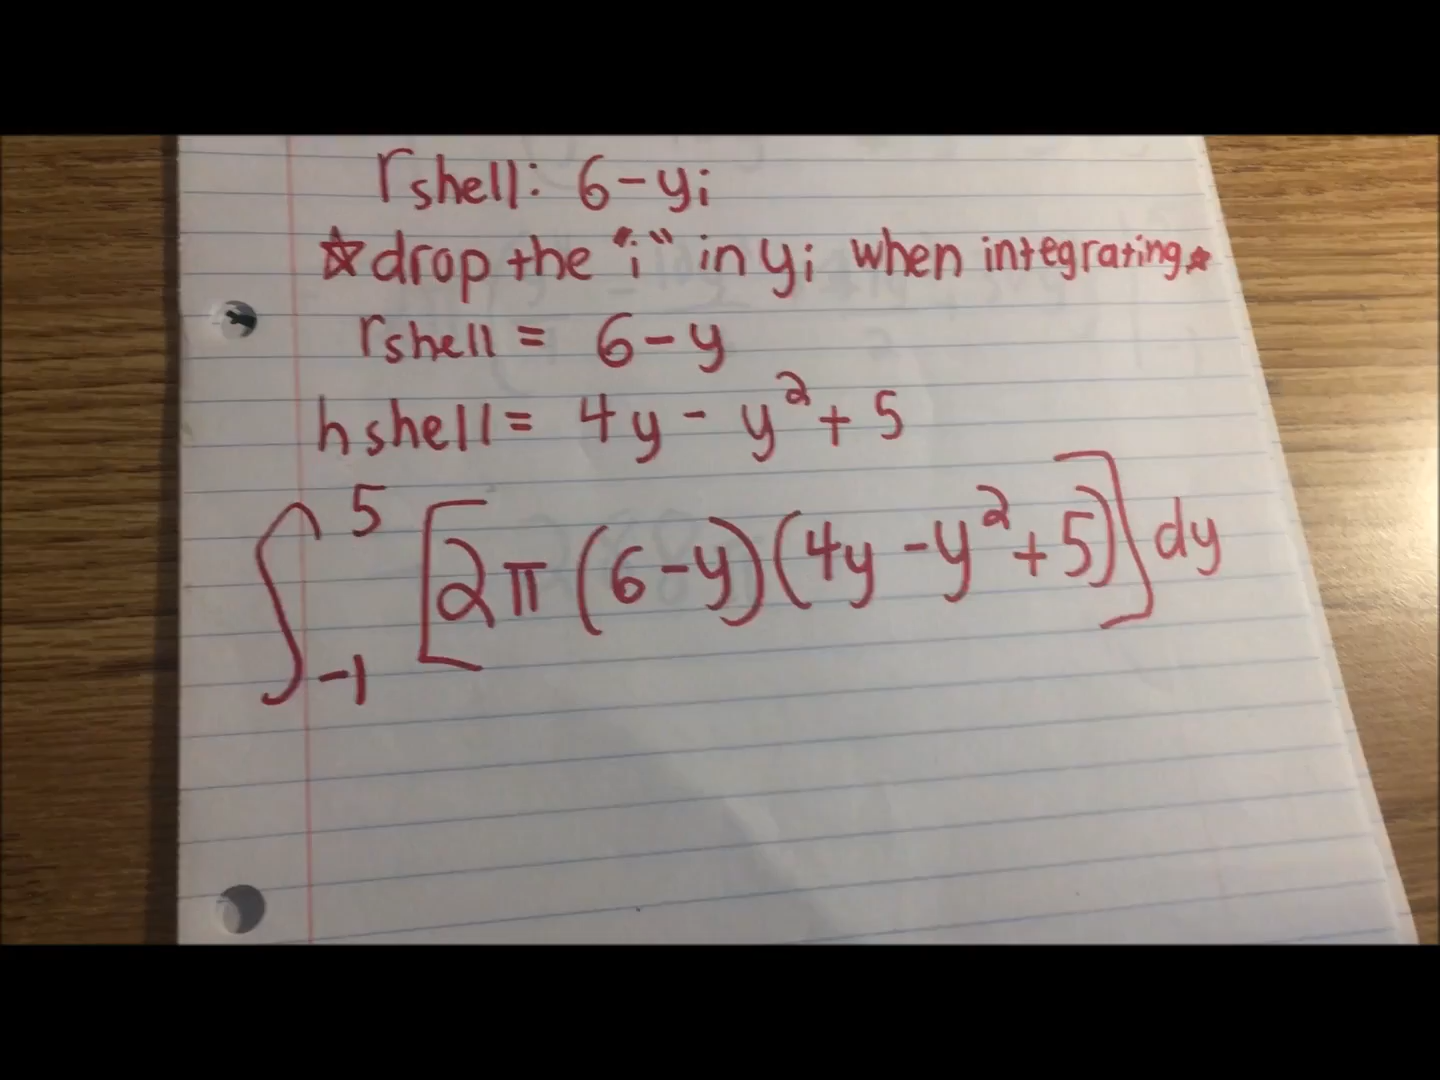 rshell: 6-yi
☆drop the "i" in yi when integrating☆
rshell = 6-y
hshell = 4y - y² + 5
∫₋₁⁵ [2π(6-y)(4y-y²+5)] dy